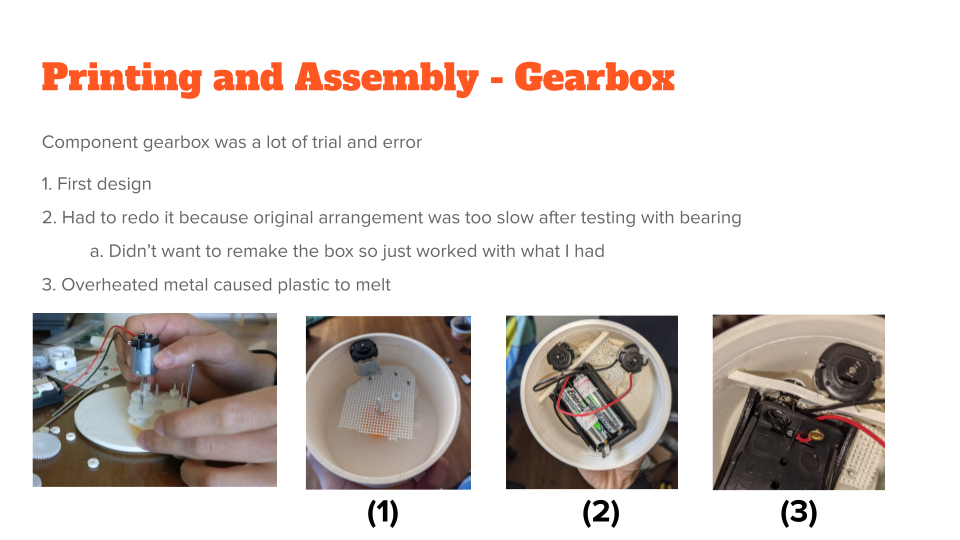 Printing and Assembly - Gearbox
Component gearbox was a lot of trial and error
1. First design
2. Had to redo it because original arrangement was too slow after testing with bearing
a. Didn’t want to remake the box so just worked with what I had
3. Overheated metal caused plastic to melt
(1)
(2)
(3)